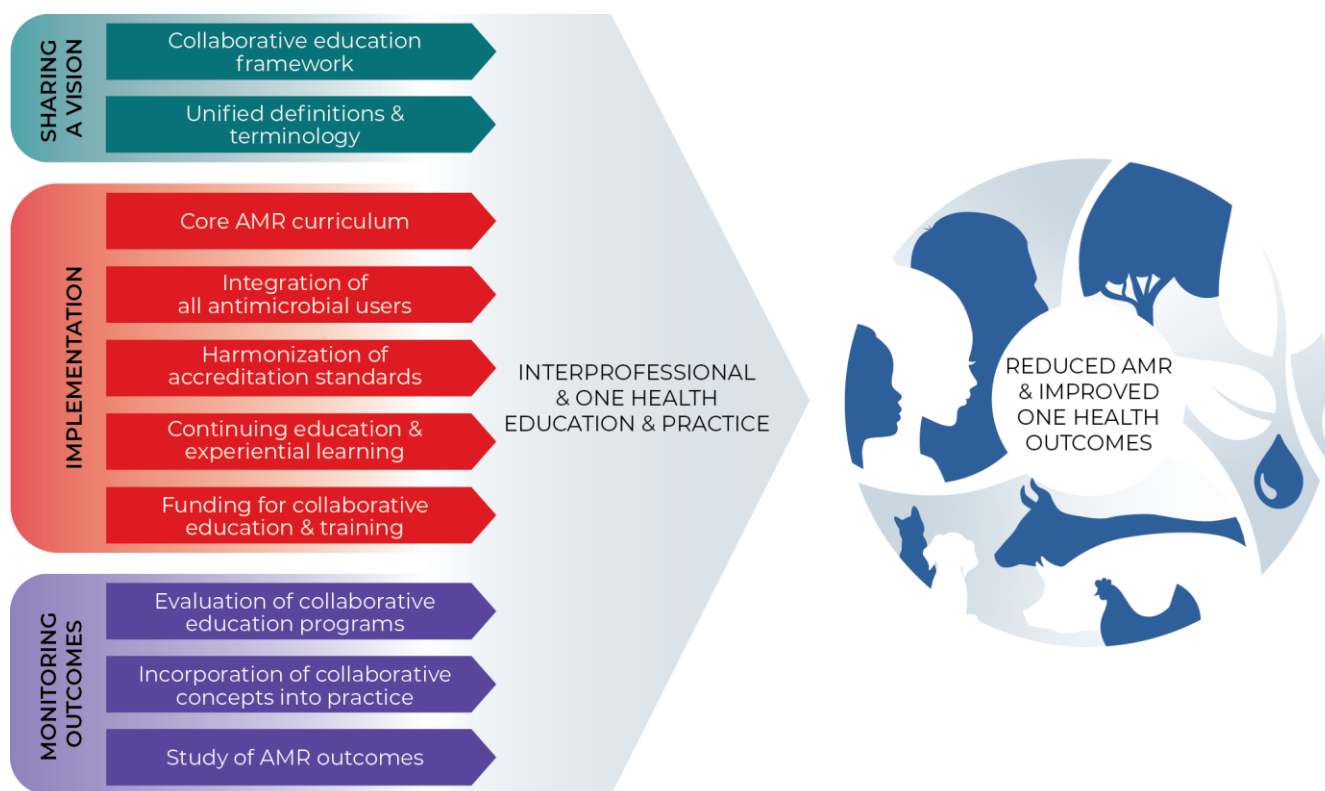 SHARING
A VISION
Collaborative education
framework
Unified definitions &
terminology
IMPLEMENTATION
Core AMR curriculum
Integration of
all antimicrobial users
Harmonization of
accreditation standards
Continuing education &
experiential learning
Funding for collaborative
education & training
MONITORING
OUTCOMES
Evaluation of collaborative
education programs
Incorporation of collaborative
concepts into practice
Study of AMR outcomes
INTERPROFESSIONAL
& ONE HEALTH
EDUCATION & PRACTICE
REDUCED AMR
& IMPROVED
ONE HEALTH
OUTCOMES